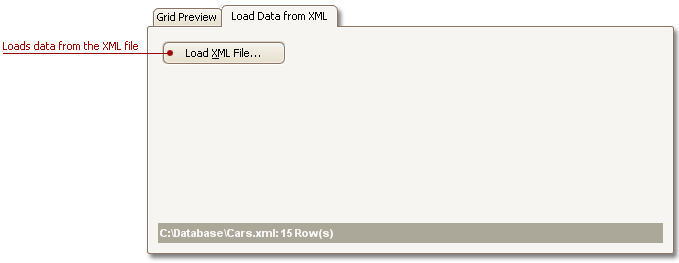 Grid Preview
Load Data from XML
Loads data from the XML file
Load XML File...
C:\Database\Cars.xml: 15 Row(s)